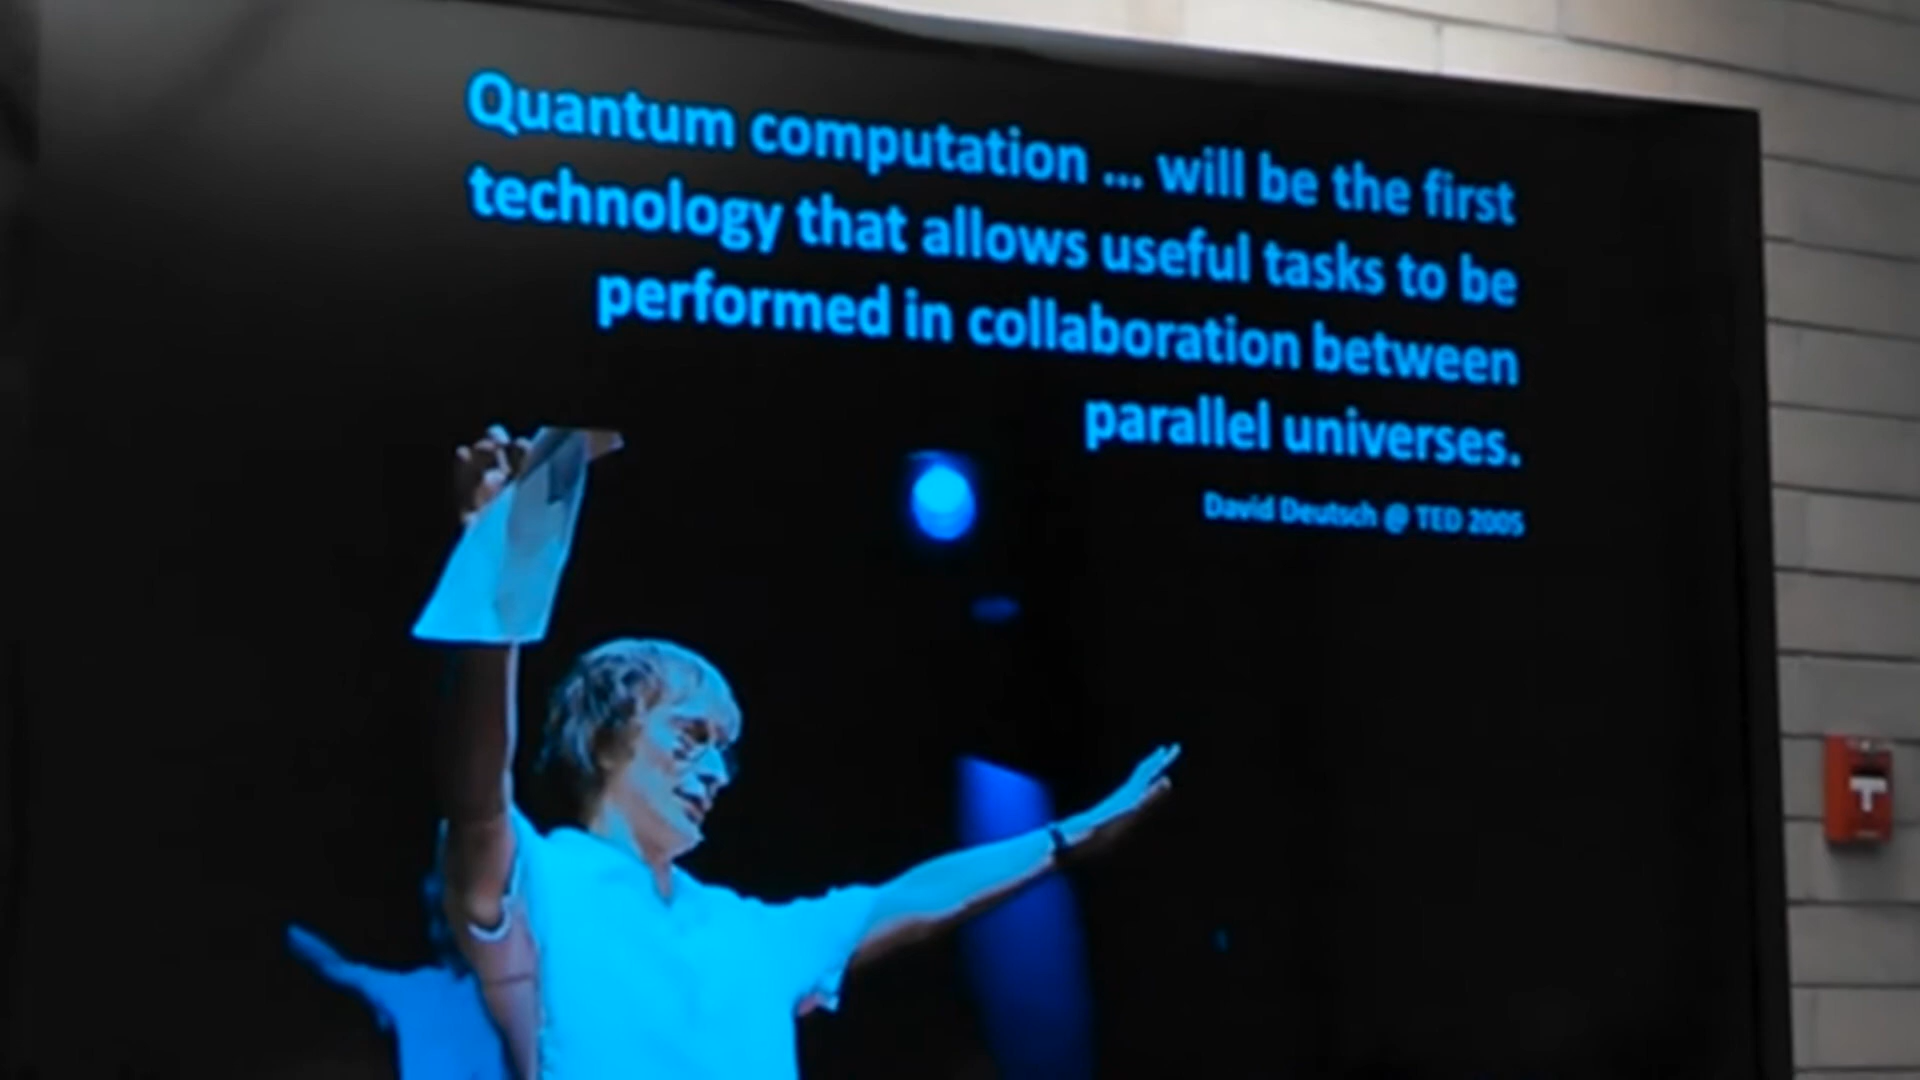 Quantum computation ... will be the first
technology that allows useful tasks to be
performed in collaboration between
parallel universes.
David Deutsch @ TED 2005